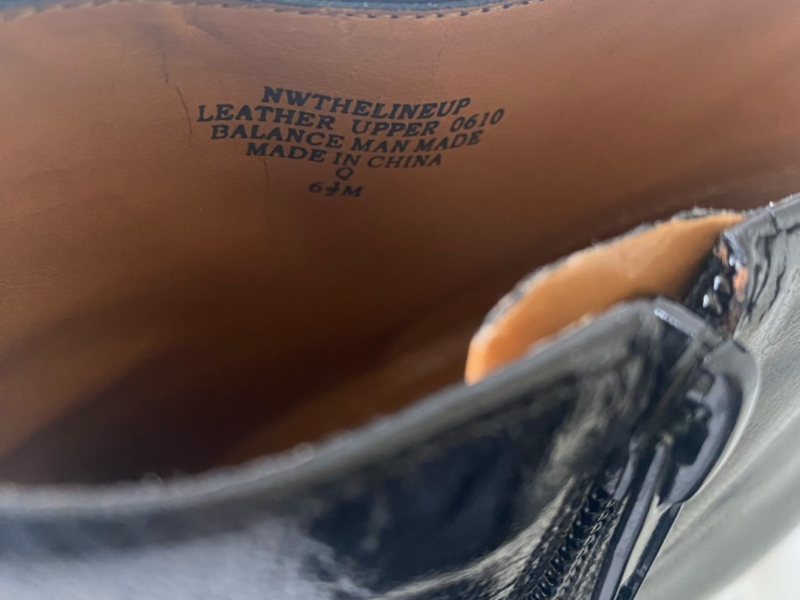 NWTHELINEUP
LEATHER UPPER 0610
BALANCE MAN MADE
MADE IN CHINA
Q
6½M